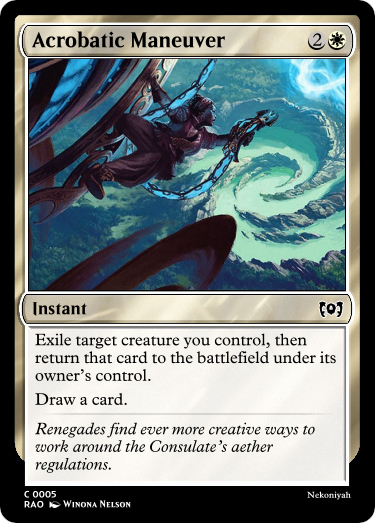 Acrobatic Maneuver 2
Instant
Exile target creature you control, then
return that card to the battlefield under its
owner's control.
Draw a card.
Renegades find ever more creative ways to
work around the Consulate's aether
regulations.
C 0005
RAO Winona Nelson
Nekoniyah